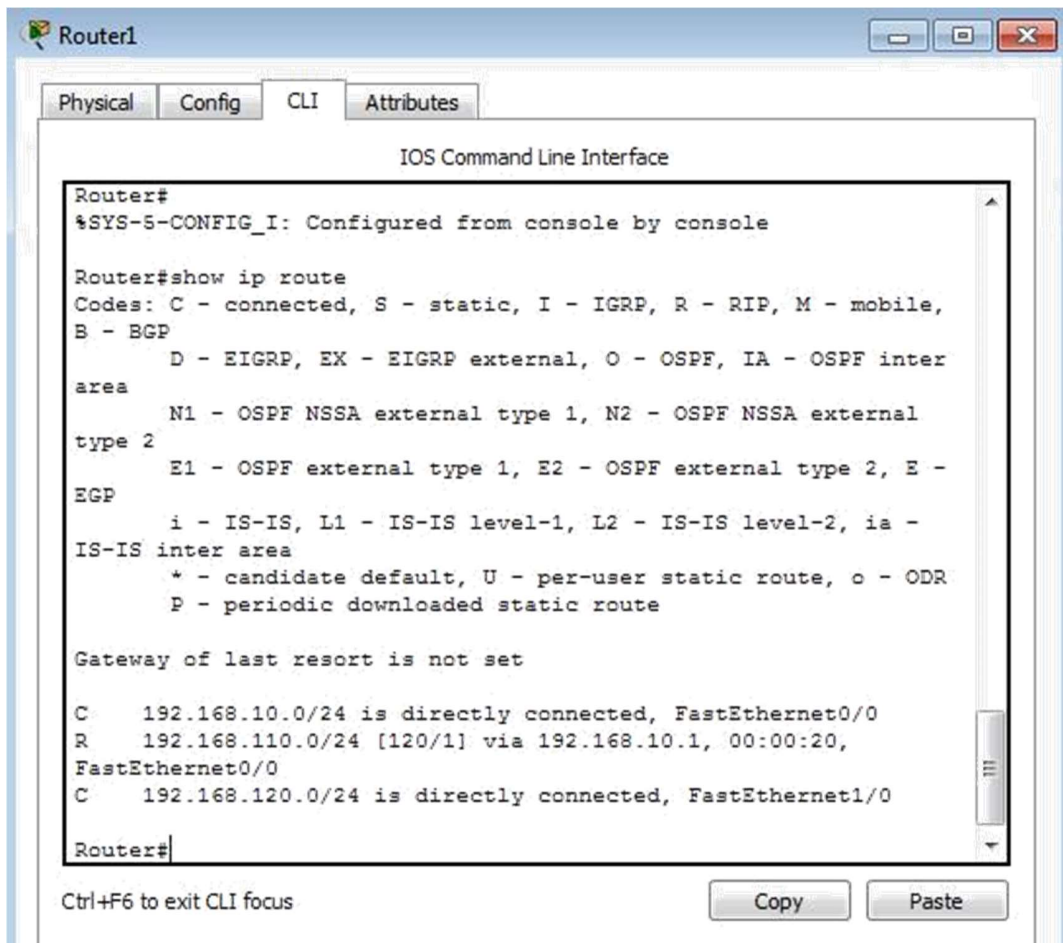 Router1
Physical Config CLI Attributes
IOS Command Line Interface
Router#
%SYS-5-CONFIG_I: Configured from console by console
Router#show ip route
Codes: C - connected, S - static, I - IGRP, R - RIP, M - mobile,
B - BGP
D - EIGRP, EX - EIGRP external, O - OSPF, IA - OSPF inter
area
N1 - OSPF NSSA external type 1, N2 - OSPF NSSA external
type 2
E1 - OSPF external type 1, E2 - OSPF external type 2, E -
EGP
i - IS-IS, L1 - IS-IS level-1, L2 - IS-IS level-2, ia -
IS-IS inter area
* - candidate default, U - per-user static route, o - ODR
P - periodic downloaded static route
Gateway of last resort is not set
C 192.168.10.0/24 is directly connected, FastEthernet0/0
R 192.168.110.0/24 [120/1] via 192.168.10.1, 00:00:20,
FastEthernet0/0
C 192.168.120.0/24 is directly connected, FastEthernet1/0
Router#
Ctrl+F6 to exit CLI focus Copy Paste